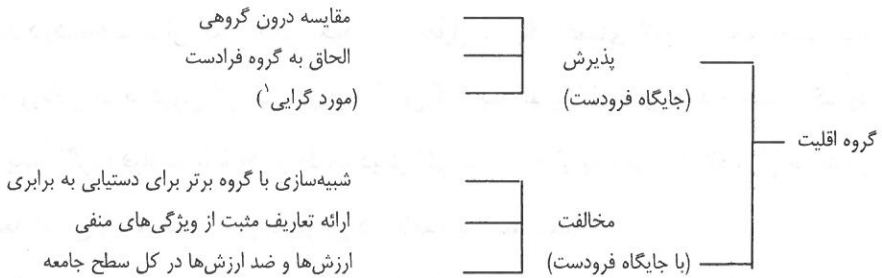 مقایسه درون گروهی
پذیرش الحاق به گروه فرادست
(جایگاه فرودست) (مورد گرایی۱)
گروه اقلیت
شبیه‌سازی با گروه برتر برای دستیابی به برابری
مخالفت ارائه تعاریف مثبت از ویژگی‌های منفی
(با جایگاه فرودست) ارزش‌ها و ضد ارزش‌ها در کل سطح جامعه